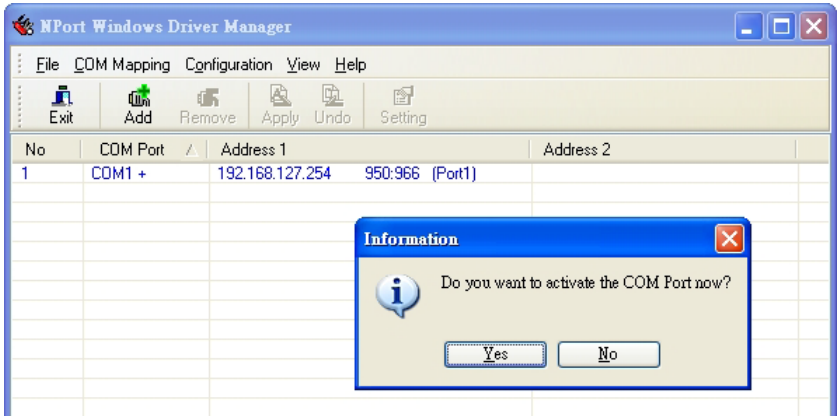 NPort Windows Driver Manager
File COM Mapping Configuration View Help
Exit Add Remove Apply Undo Setting
No COM Port Address 1 Address 2
1 COM1 + 192.168.127.254 950:966 (Port1)
Information
Do you want to activate the COM Port now?
Yes No